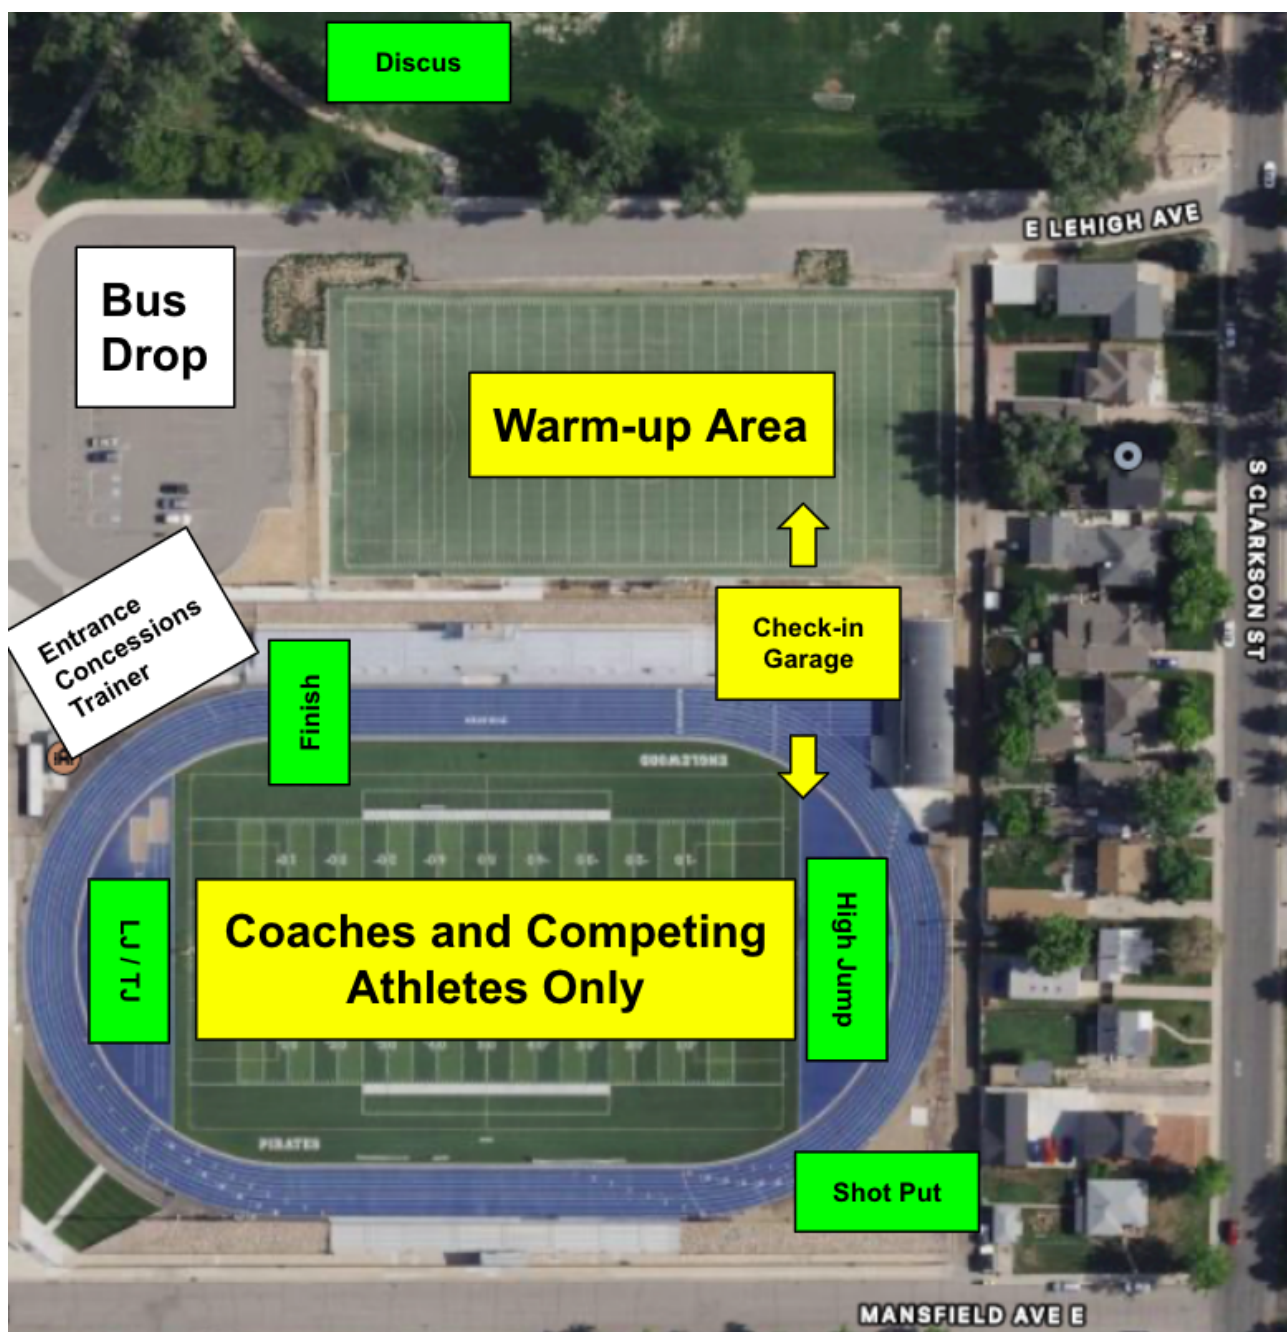 Discus
E LEHIGH AVE
Bus
Drop
Warm-up Area
S CLARKSON ST
Entrance
Concessions
Trainer
Check-in
Garage
Finish
ENGLEWOOD
LJ / TJ
Coaches and Competing
Athletes Only
High Jump
PIRATES
Shot Put
MANSFIELD AVE E